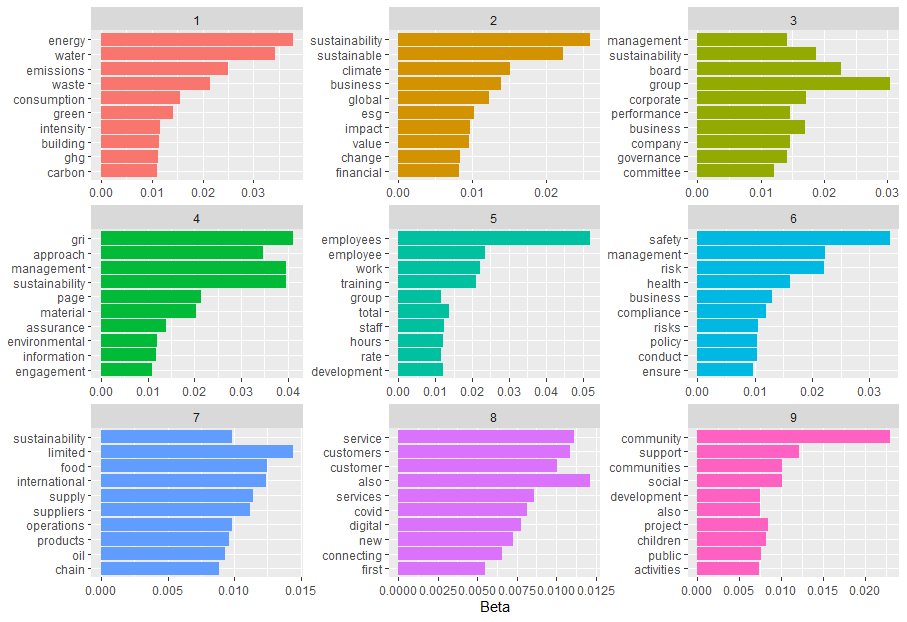 1
energy
water
emissions
waste
consumption
green
intensity
building
ghg
carbon
0.00 0.01 0.02 0.03
2
sustainability
sustainable
climate
business
global
esg
impact
value
change
financial
0.00 0.01 0.02
3
management
sustainability
board
group
corporate
performance
business
company
governance
committee
0.00 0.01 0.02 0.03
4
gri
approach
management
sustainability
page
material
assurance
environmental
information
engagement
0.00 0.01 0.02 0.03 0.04
5
employees
employee
work
training
group
total
staff
hours
rate
development
0.00 0.01 0.02 0.03 0.04 0.05
6
safety
management
risk
health
business
compliance
risks
policy
conduct
ensure
0.00 0.01 0.02 0.03
7
sustainability
limited
food
international
supply
suppliers
operations
products
oil
chain
0.000 0.005 0.010 0.015
8
service
customers
customer
also
services
covid
digital
new
connecting
first
0.0000 0.0025 0.0050 0.0075 0.0100 0.0125
9
community
support
communities
social
development
also
project
children
public
activities
0.000 0.005 0.010 0.015 0.020
Beta